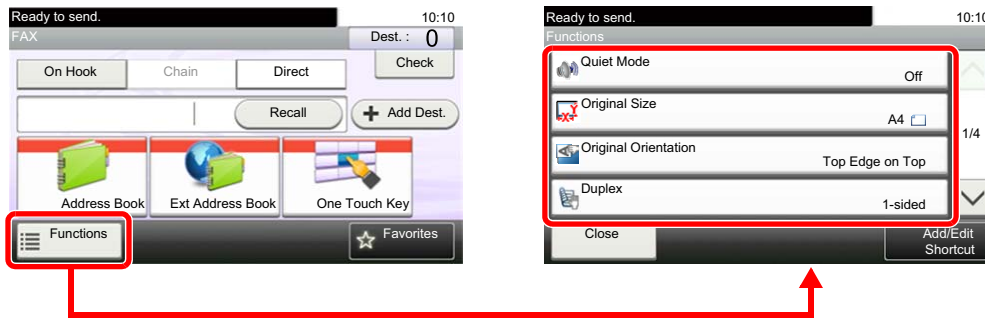 Ready to send. 10:10
FAX Dest. : 0
On Hook Chain Direct Check
Recall Add Dest.
Address Book Ext Address Book One Touch Key
Functions Favorites
Ready to send. 10:10
Functions
Quiet Mode
Off
Original Size
A4
1/4
Original Orientation
Top Edge on Top
Duplex
1-sided
Close Add/Edit
Shortcut